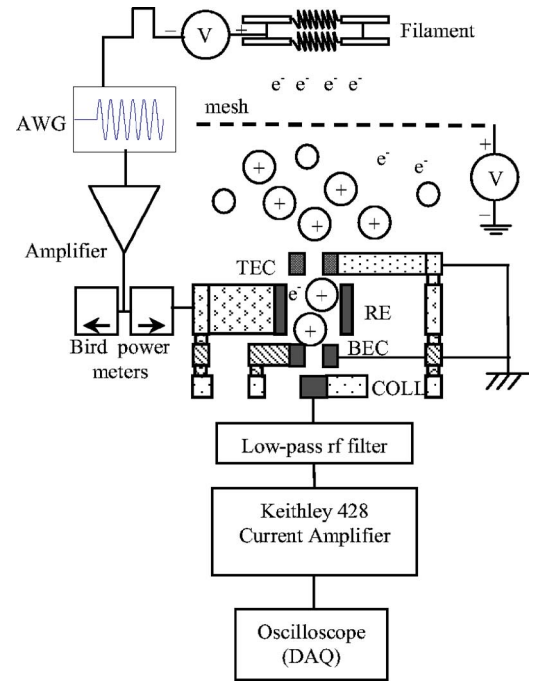 − V + Filament
e⁻ e⁻ e⁻ e⁻
mesh
AWG
+
V
−
e⁻
e⁻
+
+
+
+
+
Amplifier
TEC
e⁻
+
RE
+
Bird power
meters
BEC
COLL
Low-pass rf filter
Keithley 428
Current Amplifier
Oscilloscope
(DAQ)